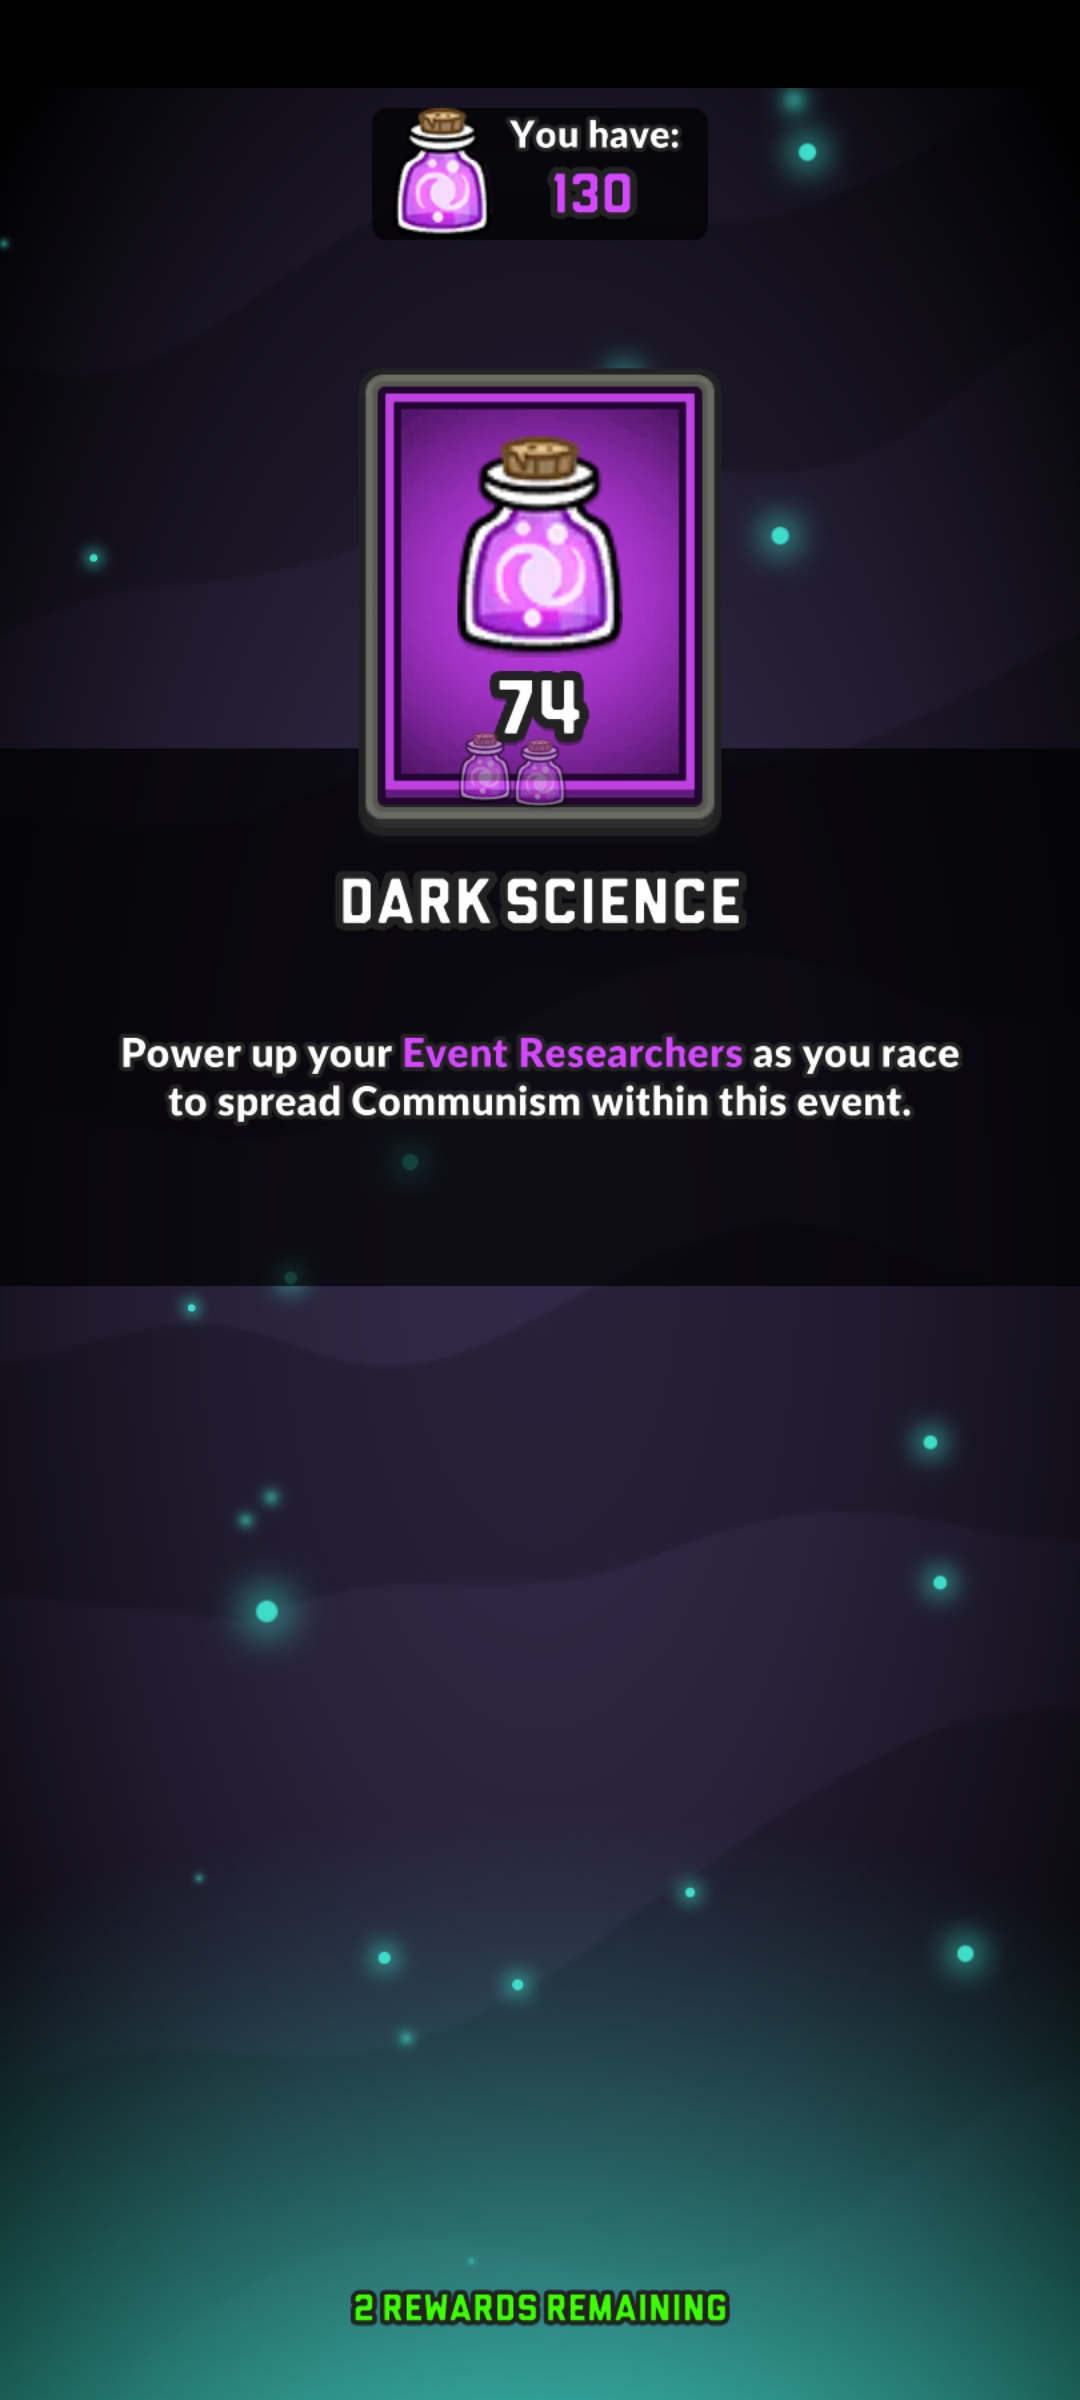 You have:
130
74
DARK SCIENCE
Power up your Event Researchers as you race
to spread Communism within this event.
2 REWARDS REMAINING